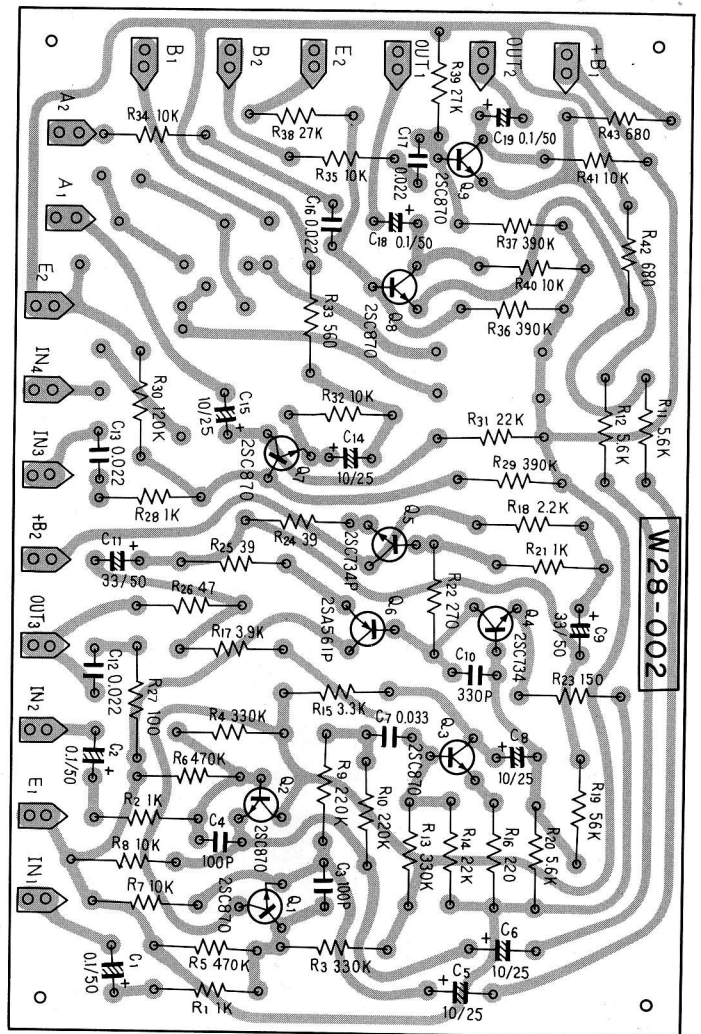 B1
B2
E2
OUT1
OUT2
+B1
A2
R34 10K
R38 27K
R39 27K
C19 0.1/50
R43 680
R35 10K
C17 0.022
Q9
2SC870
R41 10K
A1
C16 0.022
C18 0.1/50
R37 390K
R42 680
E2
R33 560
Q8
2SC870
R40 10K
R36 390K
IN4
R30 120K
C15
10/25
R32 10K
R12 5.6K
R11 5.6K
IN3
C13 0.022
2SC870
Q7
C14
10/25
R31 22K
R29 390K
R28 1K
+B2
C11
33/50
R24 39
R25 39
Q5
2SC734P
R18 2.2K
R21 1K
W28-002
OUT3
R26 47
R17 3.9K
Q6
2SA561P
R22 270
Q4
2SC734
C9
33/50
C12 0.022
R27 100
C10
330P
R23 150
IN2
C2
0.1/50
R4 330K
R15 3.3K
C7 0.033
Q3
2SC870
C8
10/25
R6 470K
Q2
2SC870
R9 220K
R10 220K
R19 56K
E1
R2 1K
C4
100P
R13 330K
R14 22K
R16 220
R20 5.6K
R8 10K
IN1
R7 10K
2SC870
Q1
C3 100P
C1
0.1/50
R5 470K
R3 330K
C6
10/25
R1 1K
C5
10/25